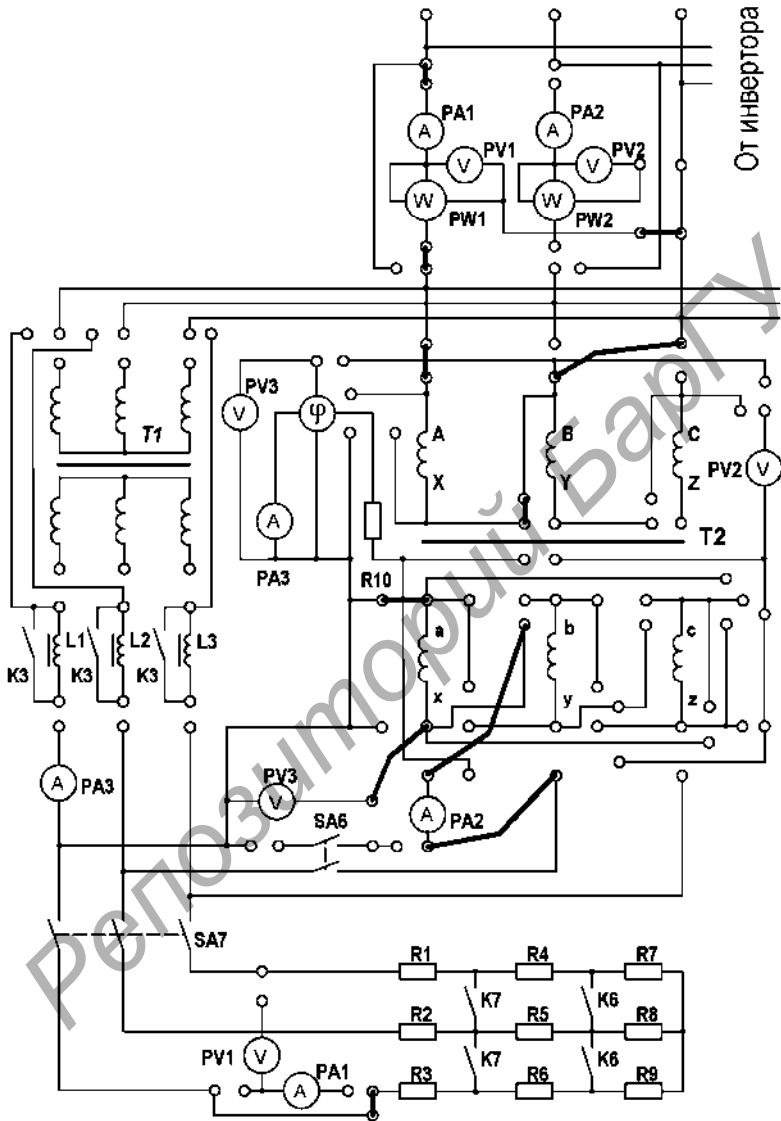 От инвертора
PA1
PA2
A
A
PV1
PV2
V
V
W
W
PW1
PW2
PV3
V
φ
A
B
C
T1
PV2
V
X
Y
Z
A
T2
PA3
R10
a
b
c
L1
L2
L3
K3
K3
K3
x
y
z
A
PA3
PV3
V
A
PA2
SA6
SA7
R1
R4
R7
K7
K6
R2
R5
R8
PV1
V
K7
K6
PA1
A
R3
R6
R9
Репозиторий БарГУ